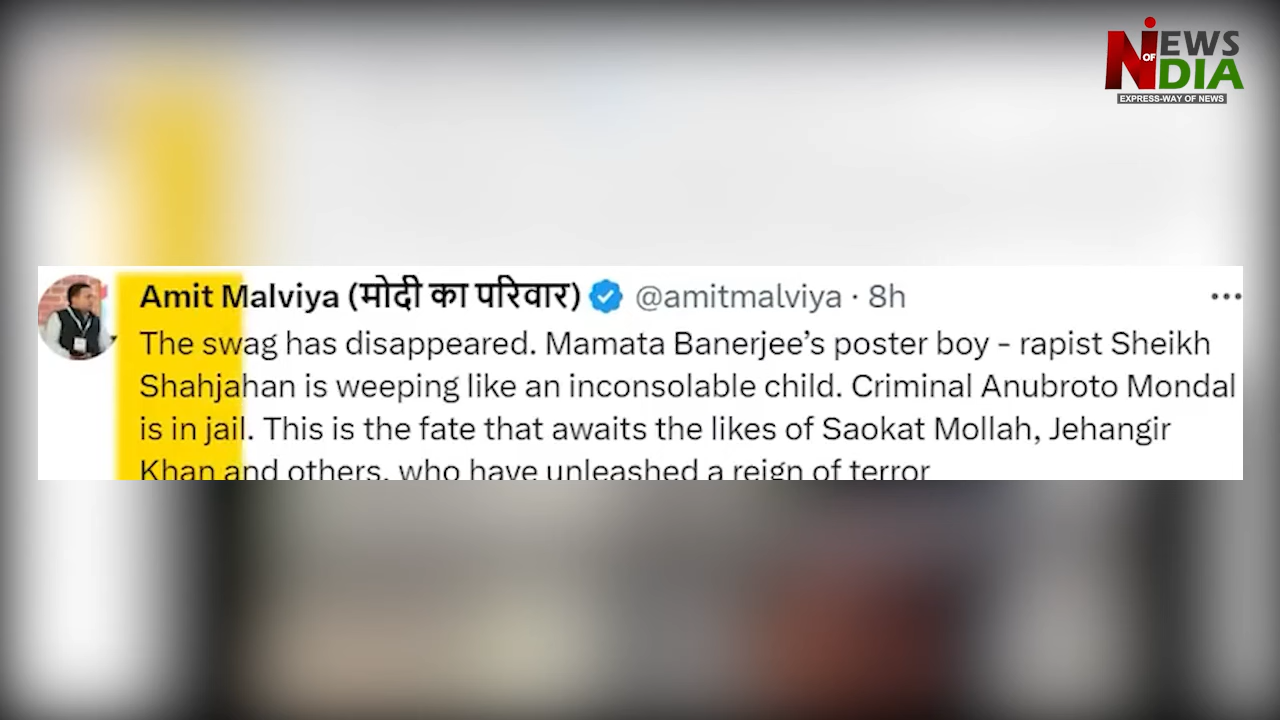 NEWS
OF
INDIA
EXPRESS-WAY OF NEWS
Amit Malviya (मोदी का परिवार) @amitmalviya · 8h
The swag has disappeared. Mamata Banerjee's poster boy - rapist Sheikh
Shahjahan is weeping like an inconsolable child. Criminal Anubroto Mondal
is in jail. This is the fate that awaits the likes of Saokat Mollah, Jehangir
Khan and others, who have unleashed a reign of terror